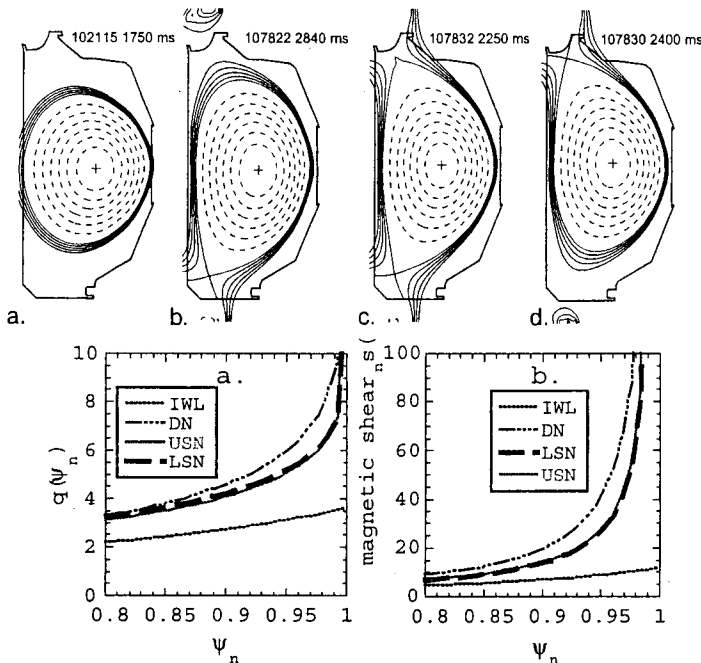 102115 1750 ms
107822 2840 ms
107832 2250 ms
107830 2400 ms
a.
b.
c.
d.
a.
10
8
6
4
2
0
q(ψn)
IWL
DN
USN
LSN
0.8
0.85
0.9
0.95
1
ψn
b.
100
80
60
40
20
0
magnetic shear ns(
IWL
DN
LSN
USN
0.8
0.85
0.9
0.95
1
ψn